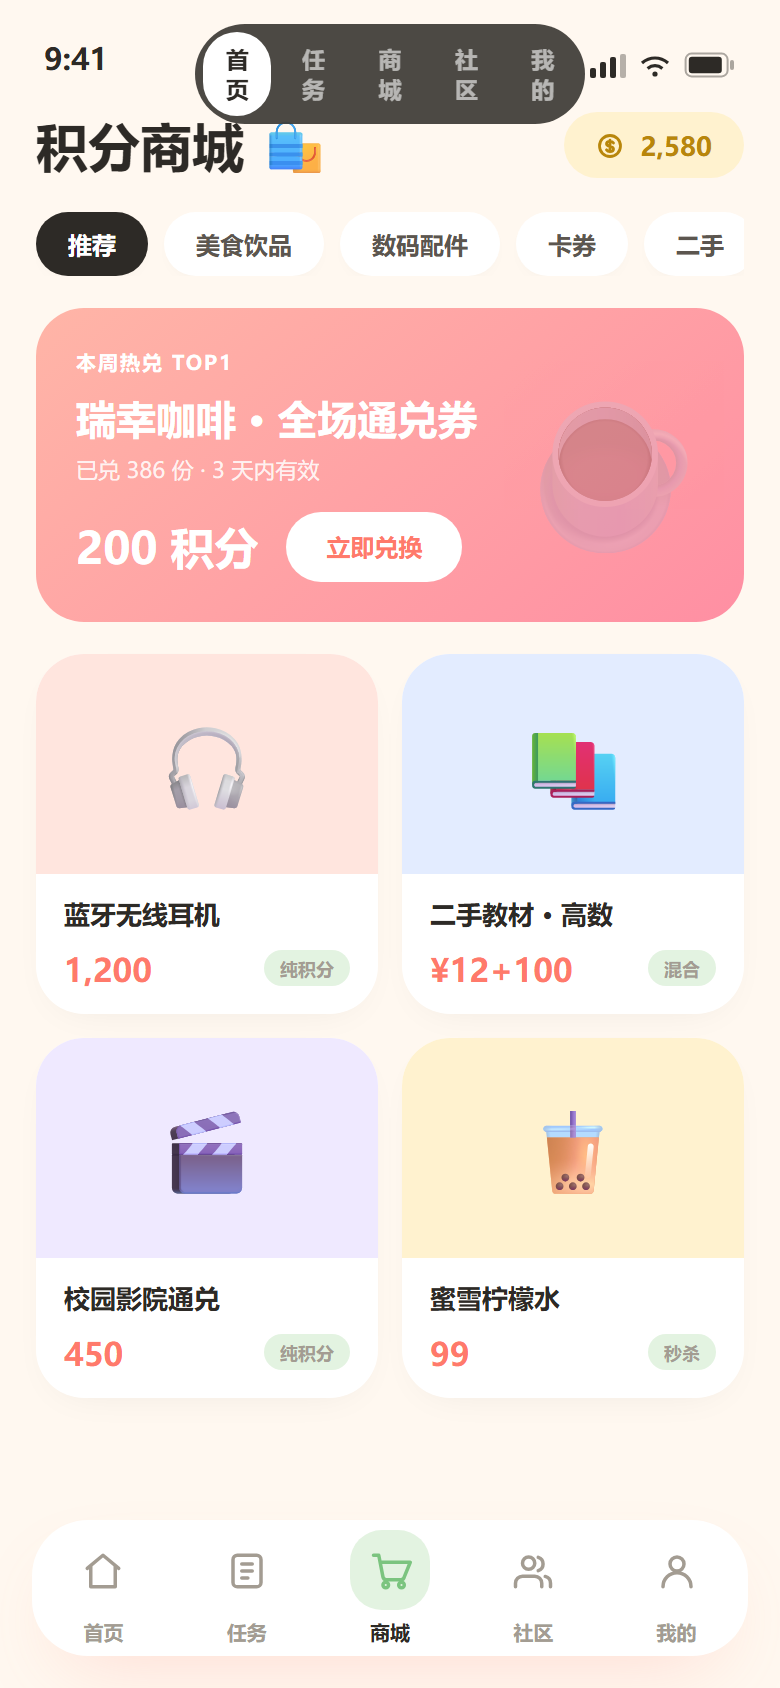 9:41
首页
任务
商城
社区
我的
积分商城
2,580
推荐
美食饮品
数码配件
卡券
二手
本周热兑 TOP1
瑞幸咖啡·全场通兑券
已兑 386 份 · 3 天内有效
200 积分
立即兑换
蓝牙无线耳机
1,200
纯积分
二手教材·高数
¥12+100
混合
校园影院通兑
450
纯积分
蜜雪柠檬水
99
秒杀
首页
任务
商城
社区
我的